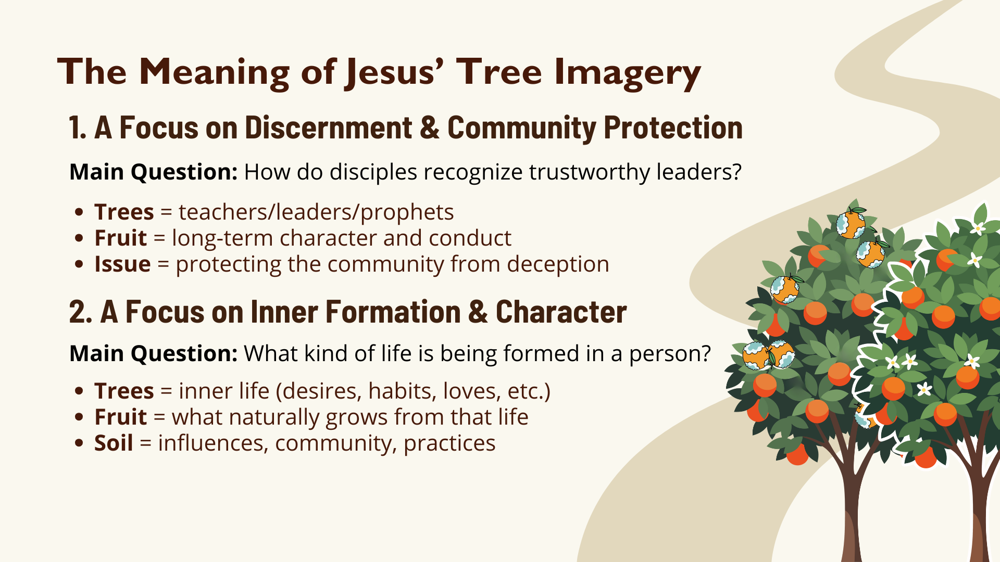 The Meaning of Jesus’ Tree Imagery
1. A Focus on Discernment & Community Protection
Main Question: How do disciples recognize trustworthy leaders?
• Trees = teachers/leaders/prophets
• Fruit = long-term character and conduct
• Issue = protecting the community from deception
2. A Focus on Inner Formation & Character
Main Question: What kind of life is being formed in a person?
• Trees = inner life (desires, habits, loves, etc.)
• Fruit = what naturally grows from that life
• Soil = influences, community, practices